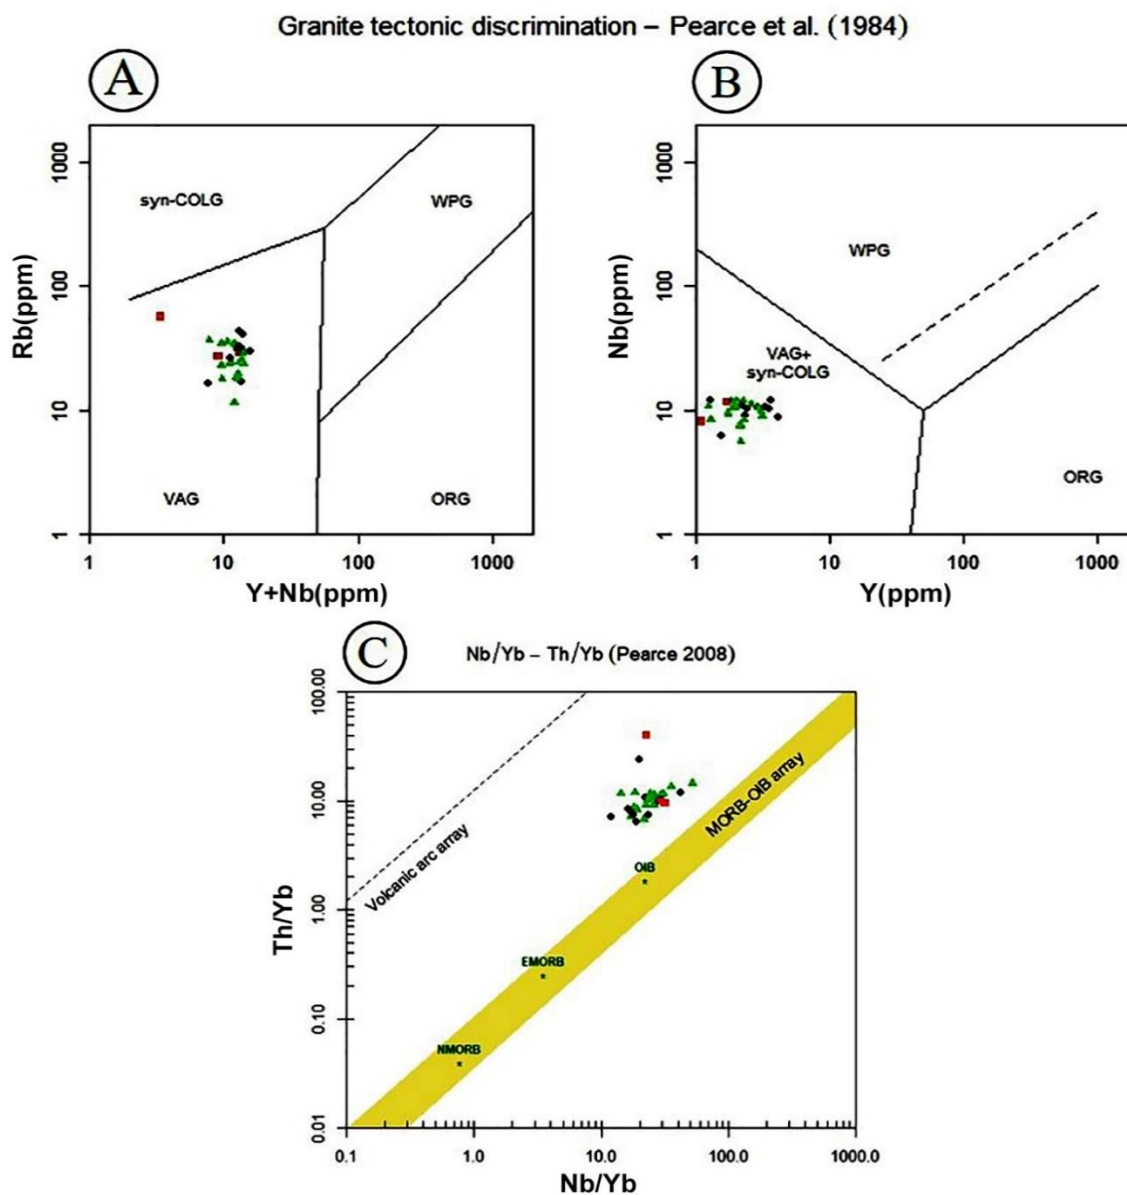 Granite tectonic discrimination – Pearce et al. (1984)
A
B
1000
100
10
1
Rb(ppm)
syn-COLG
WPG
VAG
ORG
1
10
100
1000
Y+Nb(ppm)
1000
100
10
1
Nb(ppm)
WPG
VAG+
syn-COLG
ORG
1
10
100
1000
Y(ppm)
C
Nb/Yb – Th/Yb (Pearce 2008)
100.00
10.00
1.00
0.10
0.01
Th/Yb
Volcanic arc array
MORB-OIB array
OIB
EMORB
NMORB
0.1
1.0
10.0
100.0
1000.0
Nb/Yb